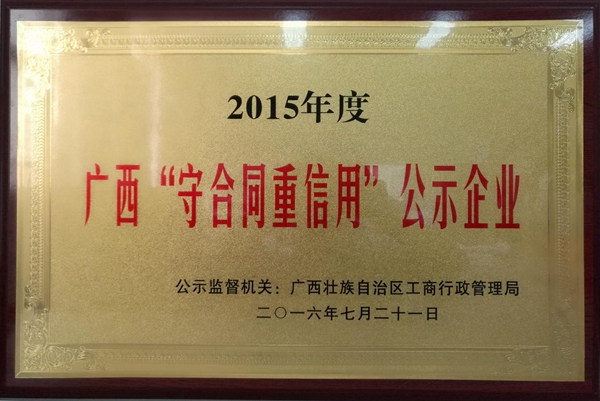 2015年度
广西“守合同重信用”公示企业
公示监督机关：广西壮族自治区工商行政管理局
二〇一六年七月二十一日